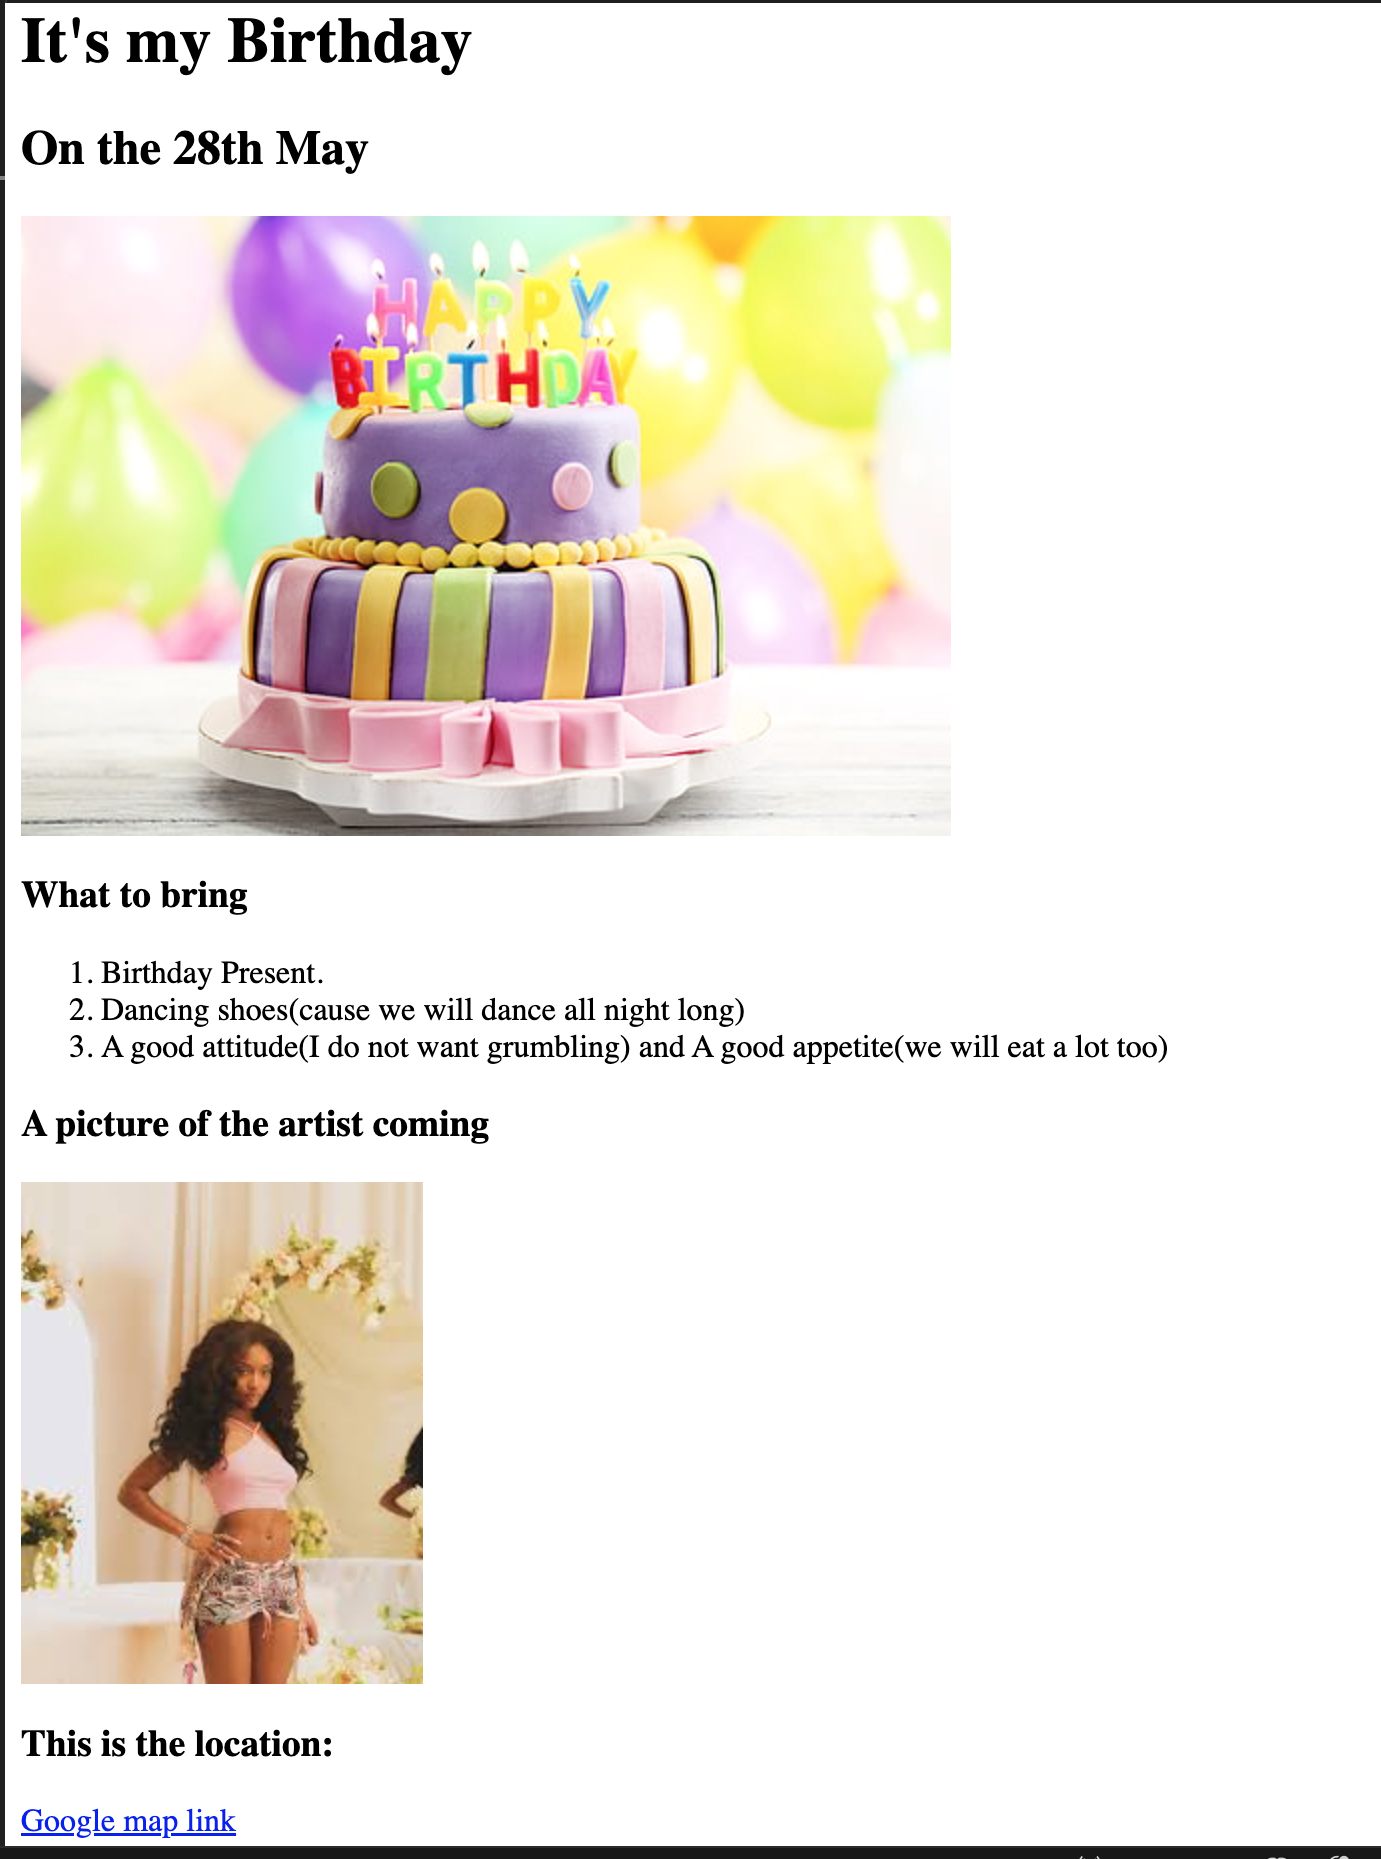 It's my Birthday
On the 28th May
HAPPY
BIRTHDAY
What to bring
1. Birthday Present.
2. Dancing shoes(cause we will dance all night long)
3. A good attitude(I do not want grumbling) and A good appetite(we will eat a lot too)
A picture of the artist coming
This is the location:
Google map link